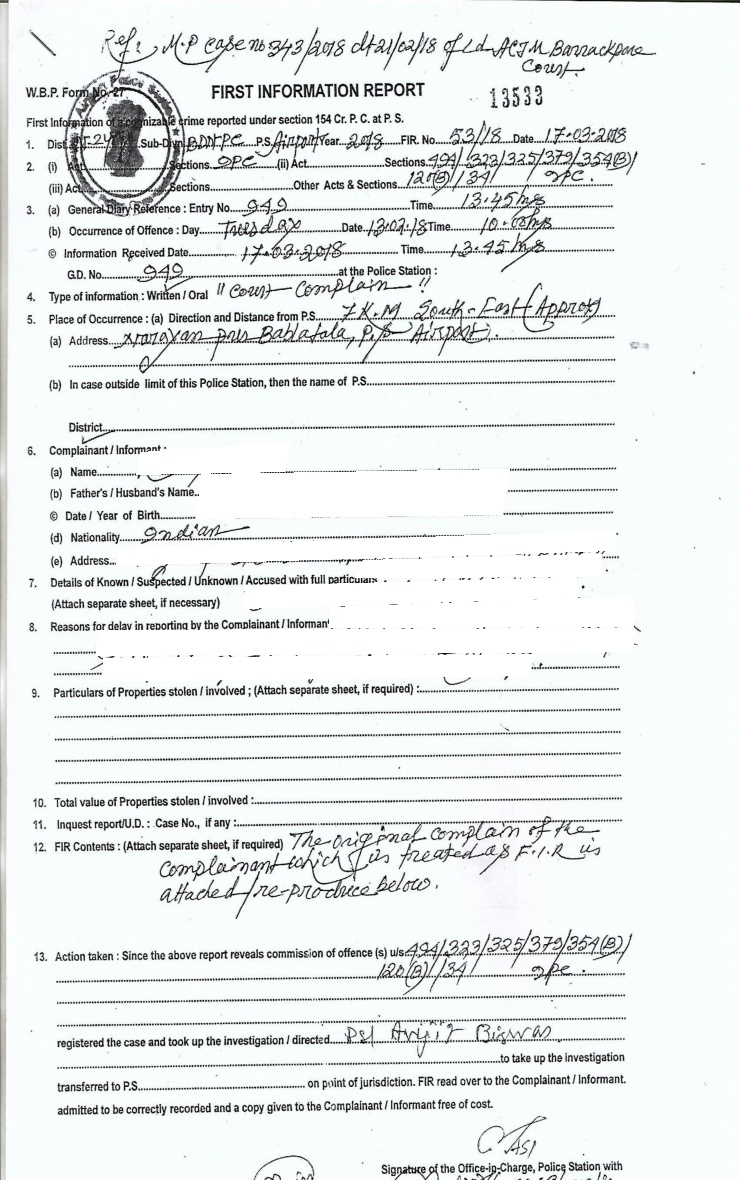 Ref: M.P case no 343/2018 dt 21/02/18 of Ld. ACJM Barrackpore
Court.
W.B.P. Form No. 27
FIRST INFORMATION REPORT
13533
First Information of a cognizable crime reported under section 154 Cr. P. C. at P. S.
1. Dist. Sub-Divn. P.S. Airport Year 2018 FIR. No. 53/18 Date 17.03.2018
2. (i) Act Sections IPC (ii) Act Sections 494/323/325/379/354(B)/
(iii) Act Sections Other Acts & Sections 120(B)/34 IPC.
3. (a) General Diary Reference : Entry No. 949 Time 13.45 hrs
(b) Occurrence of Offence : Day Tuesday Date 13.02.18 Time
© Information Received Date 17.03.2018 Time 13.45 hrs
G.D. No. 949 at the Police Station :
4. Type of information : Written / Oral "Court Complain"
5. Place of Occurrence : (a) Direction and Distance from P.S. 7 K.M South-East (Approx)
(a) Address Narayanpur Bablatala, P.S Airport.
(b) In case outside limit of this Police Station, then the name of P.S.
District
6. Complainant / Informant :
(a) Name
(b) Father's / Husband's Name
© Date / Year of Birth
(d) Nationality Indian
(e) Address
7. Details of Known / Suspected / Unknown / Accused with full particulars
(Attach separate sheet, if necessary)
8. Reasons for delay in reporting by the Complainant / Informant
9. Particulars of Properties stolen / involved ; (Attach separate sheet, if required) :
10. Total value of Properties stolen / involved :
11. Inquest report/U.D. : Case No., if any :
12. FIR Contents : (Attach separate sheet, if required) The original complain of the
complainant which is treated as F.I.R is
attached/re-produce below.
13. Action taken : Since the above report reveals commission of offence (s) u/s 494/323/325/379/354(B)/
120(B)/34 IPC.
registered the case and took up the investigation / directed PSI Avijit Biswas
to take up the investigation
transferred to P.S. on point of jurisdiction. FIR read over to the Complainant / Informant.
admitted to be correctly recorded and a copy given to the Complainant / Informant free of cost.
ASI
Signature of the Office-in-Charge, Police Station with